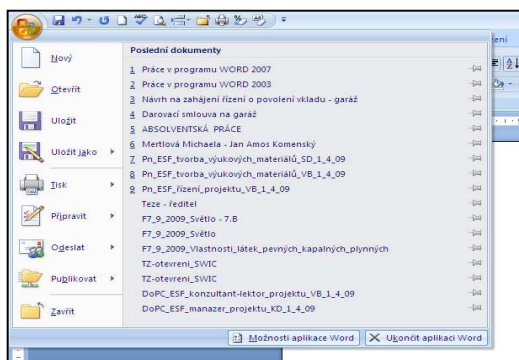 Poslední dokumenty
Nový
Otevřít
Uložit
Uložit jako
Tisk
Připravit
Odeslat
Publikovat
Zavřít
1 Práce v programu WORD 2007
2 Práce v programu WORD 2003
3 Návrh na zahájení řízení o povolení vkladu - garáž
4 Darovací smlouva na garáž
5 ABSOLVENTSKÁ PRÁCE
6 Mertlová Michaela - Jan Amos Komenský
7 Pn_ESF_tvorba_výukových_materiálů_SD_1_4_09
8 Pn_ESF_tvorba_výukových_materiálů_VB_1_4_09
9 Pn_ESF_řízení_projektu_VB_1_4_09
Teze - ředitel
F7_9_2009_Světlo - 7.B
F7_9_2009_Světlo
F7_9_2009_Vlastnosti_látek_pevných_kapalných_plynných
TZ-otevreni_SWIC
TZ-otevreni_SWIC
DoPC_ESF_konzultant-lektor_projektu_VB_1_4_09
DoPC_ESF_manazer_projektu_KD_1_4_09
Možnosti aplikace Word
Ukončit aplikaci Word